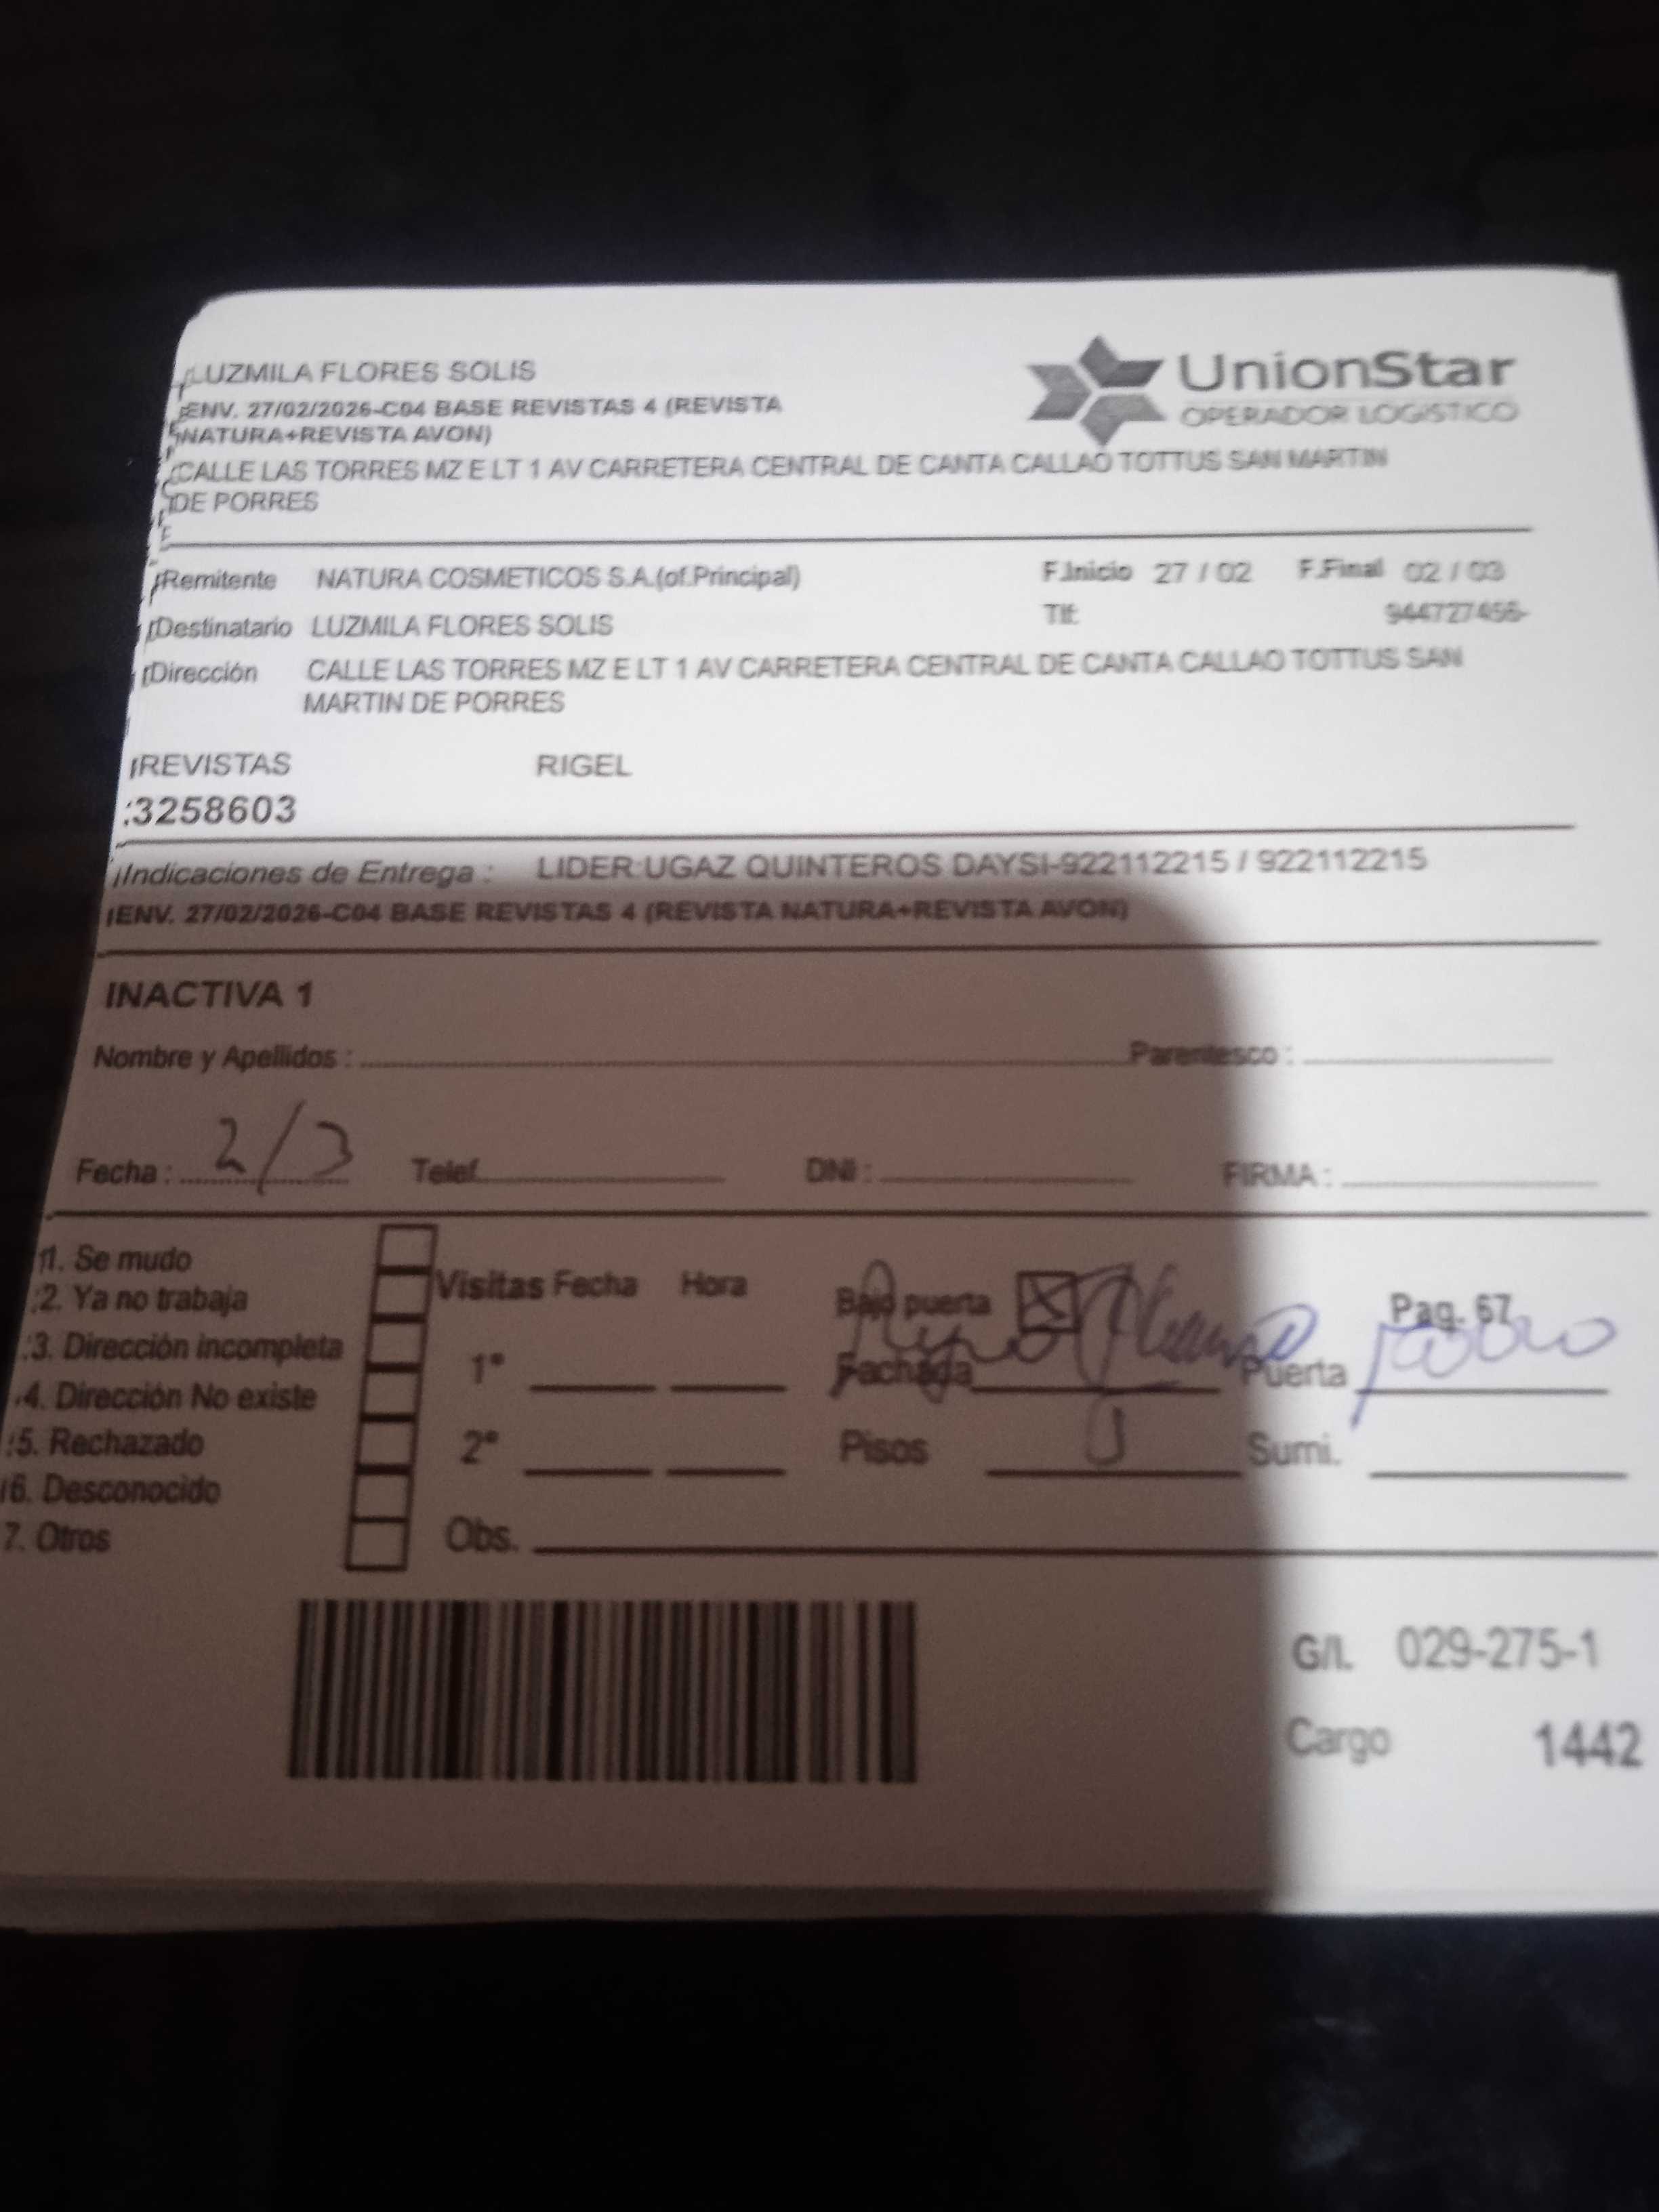 LUZMILA FLORES SOLIS
UnionStar
OPERADOR LOGISTICO
ENV. 27/02/2026-C04 BASE REVISTAS 4 (REVISTA
NATURA+REVISTA AVON)
CALLE LAS TORRES MZ E LT 1 AV CARRETERA CENTRAL DE CANTA CALLAO TOTTUS SAN MARTIN
DE PORRES
Remitente NATURA COSMETICOS S.A.(of.Principal) F.Inicio 27 / 02 F.Final 02 / 03
Destinatario LUZMILA FLORES SOLIS Tlf: 944727456-
Dirección CALLE LAS TORRES MZ E LT 1 AV CARRETERA CENTRAL DE CANTA CALLAO TOTTUS SAN
MARTIN DE PORRES
REVISTAS RIGEL
3258603
Indicaciones de Entrega : LIDER:UGAZ QUINTEROS DAYSI-922112215 / 922112215
ENV. 27/02/2026-C04 BASE REVISTAS 4 (REVISTA NATURA+REVISTA AVON)
INACTIVA 1
Nombre y Apellidos : Parentesco :
Fecha : 2/3 Telef. DNI : FIRMA :
1. Se mudo
2. Ya no trabaja
3. Dirección incompleta
4. Dirección No existe
5. Rechazado
6. Desconocido
7. Otros
Visitas Fecha Hora
1°
2°
Obs.
Bajo puerta Pag. 67
Fachada Puerta
Pisos Sumi.
G/I. 029-275-1
Cargo 1442